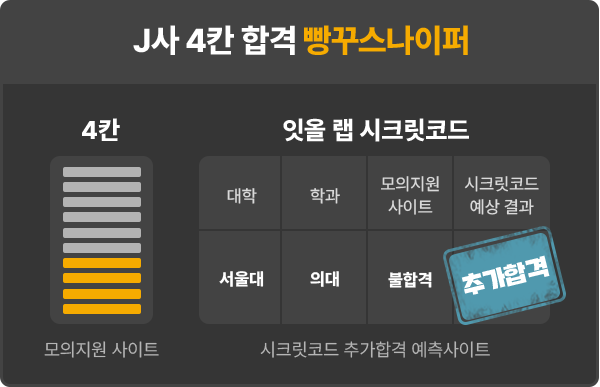 J사 4칸 합격 빵꾸스나이퍼
4칸
잇올 랩 시크릿코드
대학
학과
모의지원
사이트
시크릿코드
예상 결과
서울대
의대
불합격
추가합격
모의지원 사이트
시크릿코드 추가합격 예측사이트